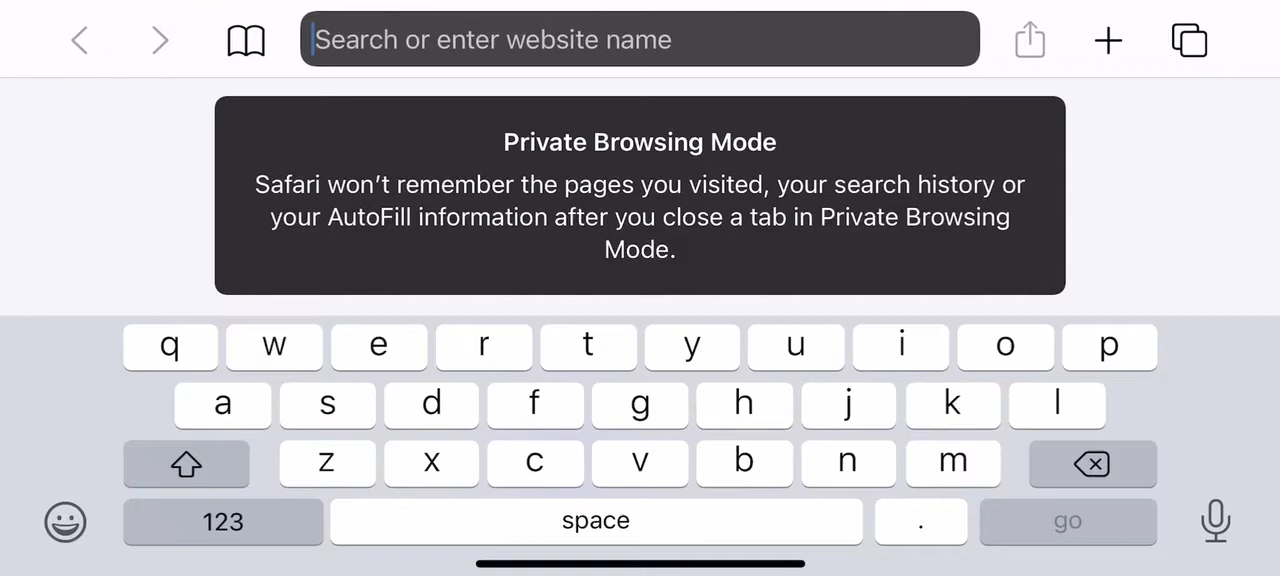 Search or enter website name
Private Browsing Mode
Safari won’t remember the pages you visited, your search history or
your AutoFill information after you close a tab in Private Browsing
Mode.
q w e r t y u i o p
a s d f g h j k l
z x c v b n m
123 space . go